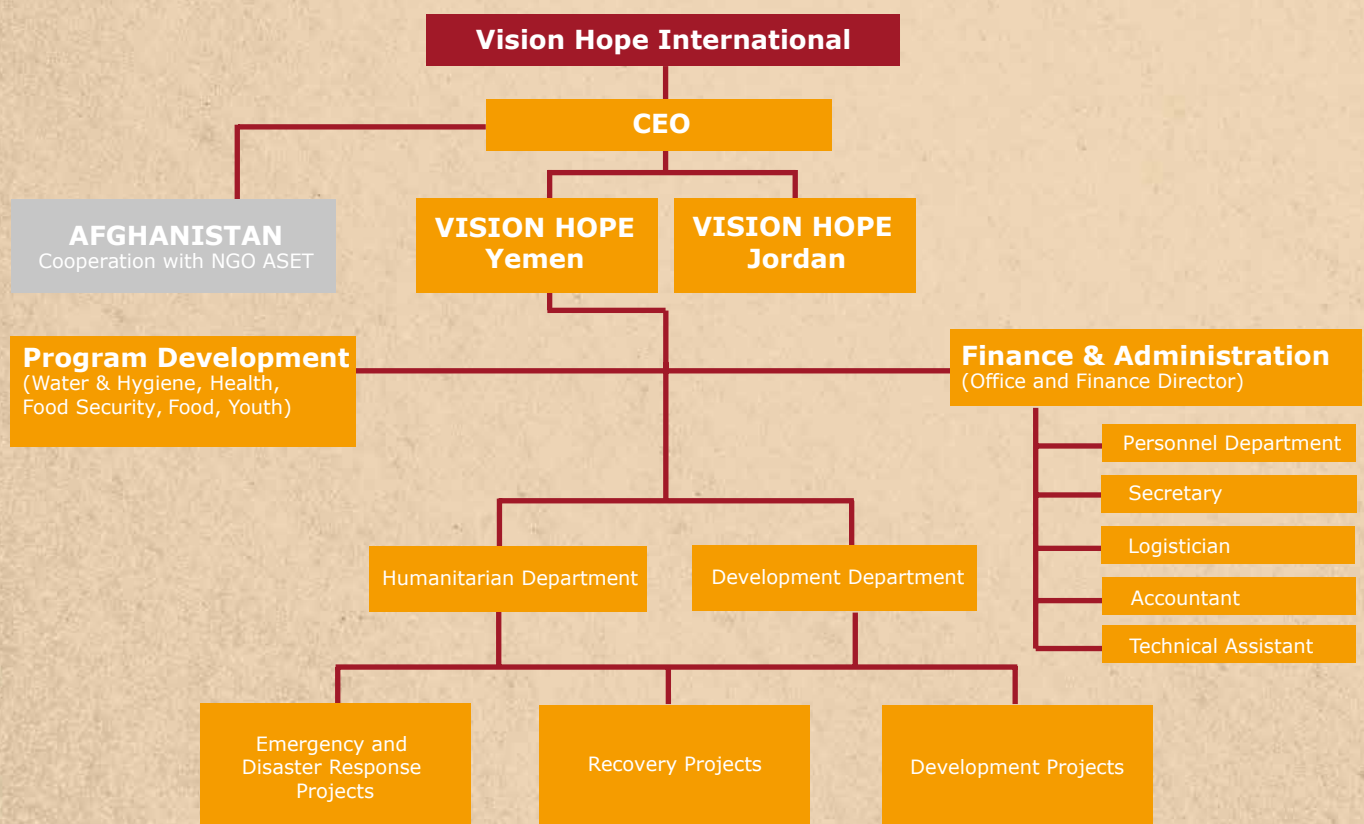 Vision Hope International
CEO
AFGHANISTAN
Cooperation with NGO ASET
VISION HOPE
Yemen
VISION HOPE
Jordan
Program Development
(Water & Hygiene, Health,
Food Security, Food, Youth)
Finance & Administration
(Office and Finance Director)
Personnel Department
Secretary
Logistician
Accountant
Technical Assistant
Humanitarian Department
Development Department
Emergency and
Disaster Response
Projects
Recovery Projects
Development Projects